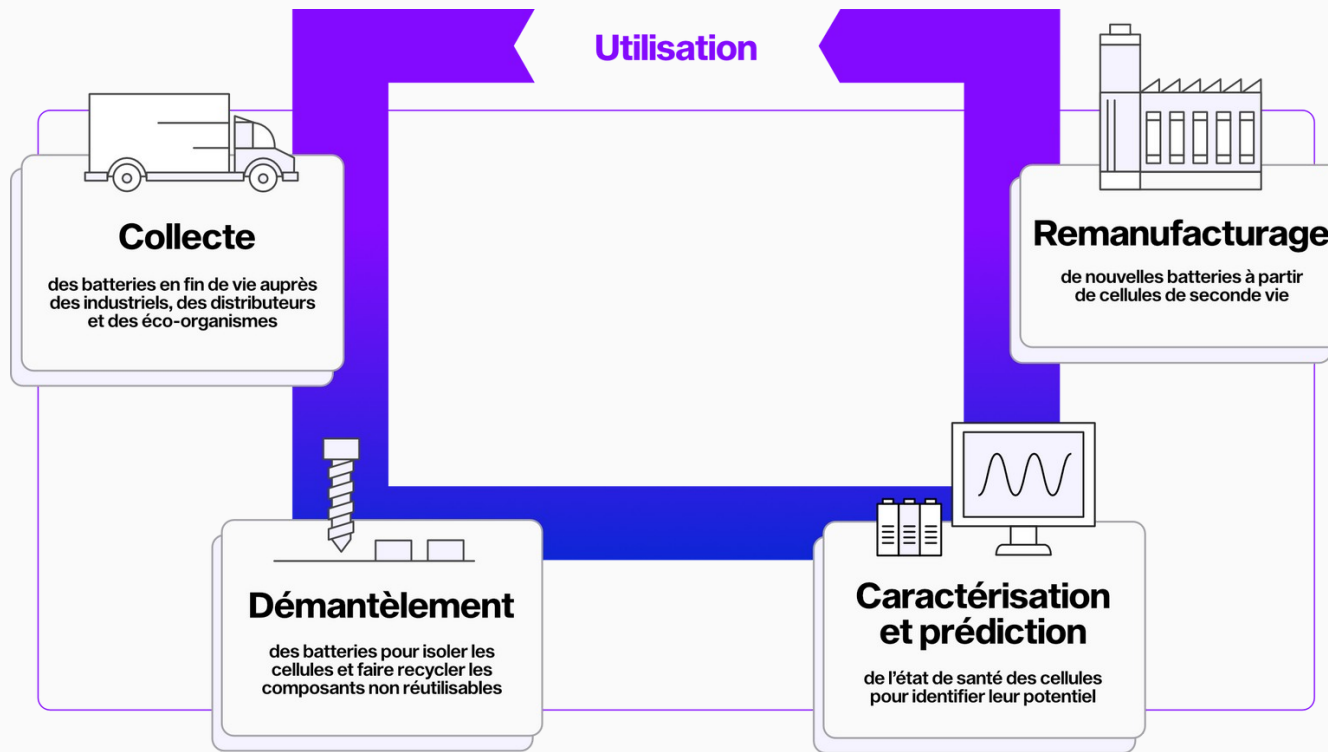 Utilisation
Collecte
des batteries en fin de vie auprès
des industriels, des distributeurs
et des éco-organismes
Remanufacturage
de nouvelles batteries à partir
de cellules de seconde vie
Démantèlement
des batteries pour isoler les
cellules et faire recycler les
composants non réutilisables
Caractérisation
et prédiction
de l’état de santé des cellules
pour identifier leur potentiel